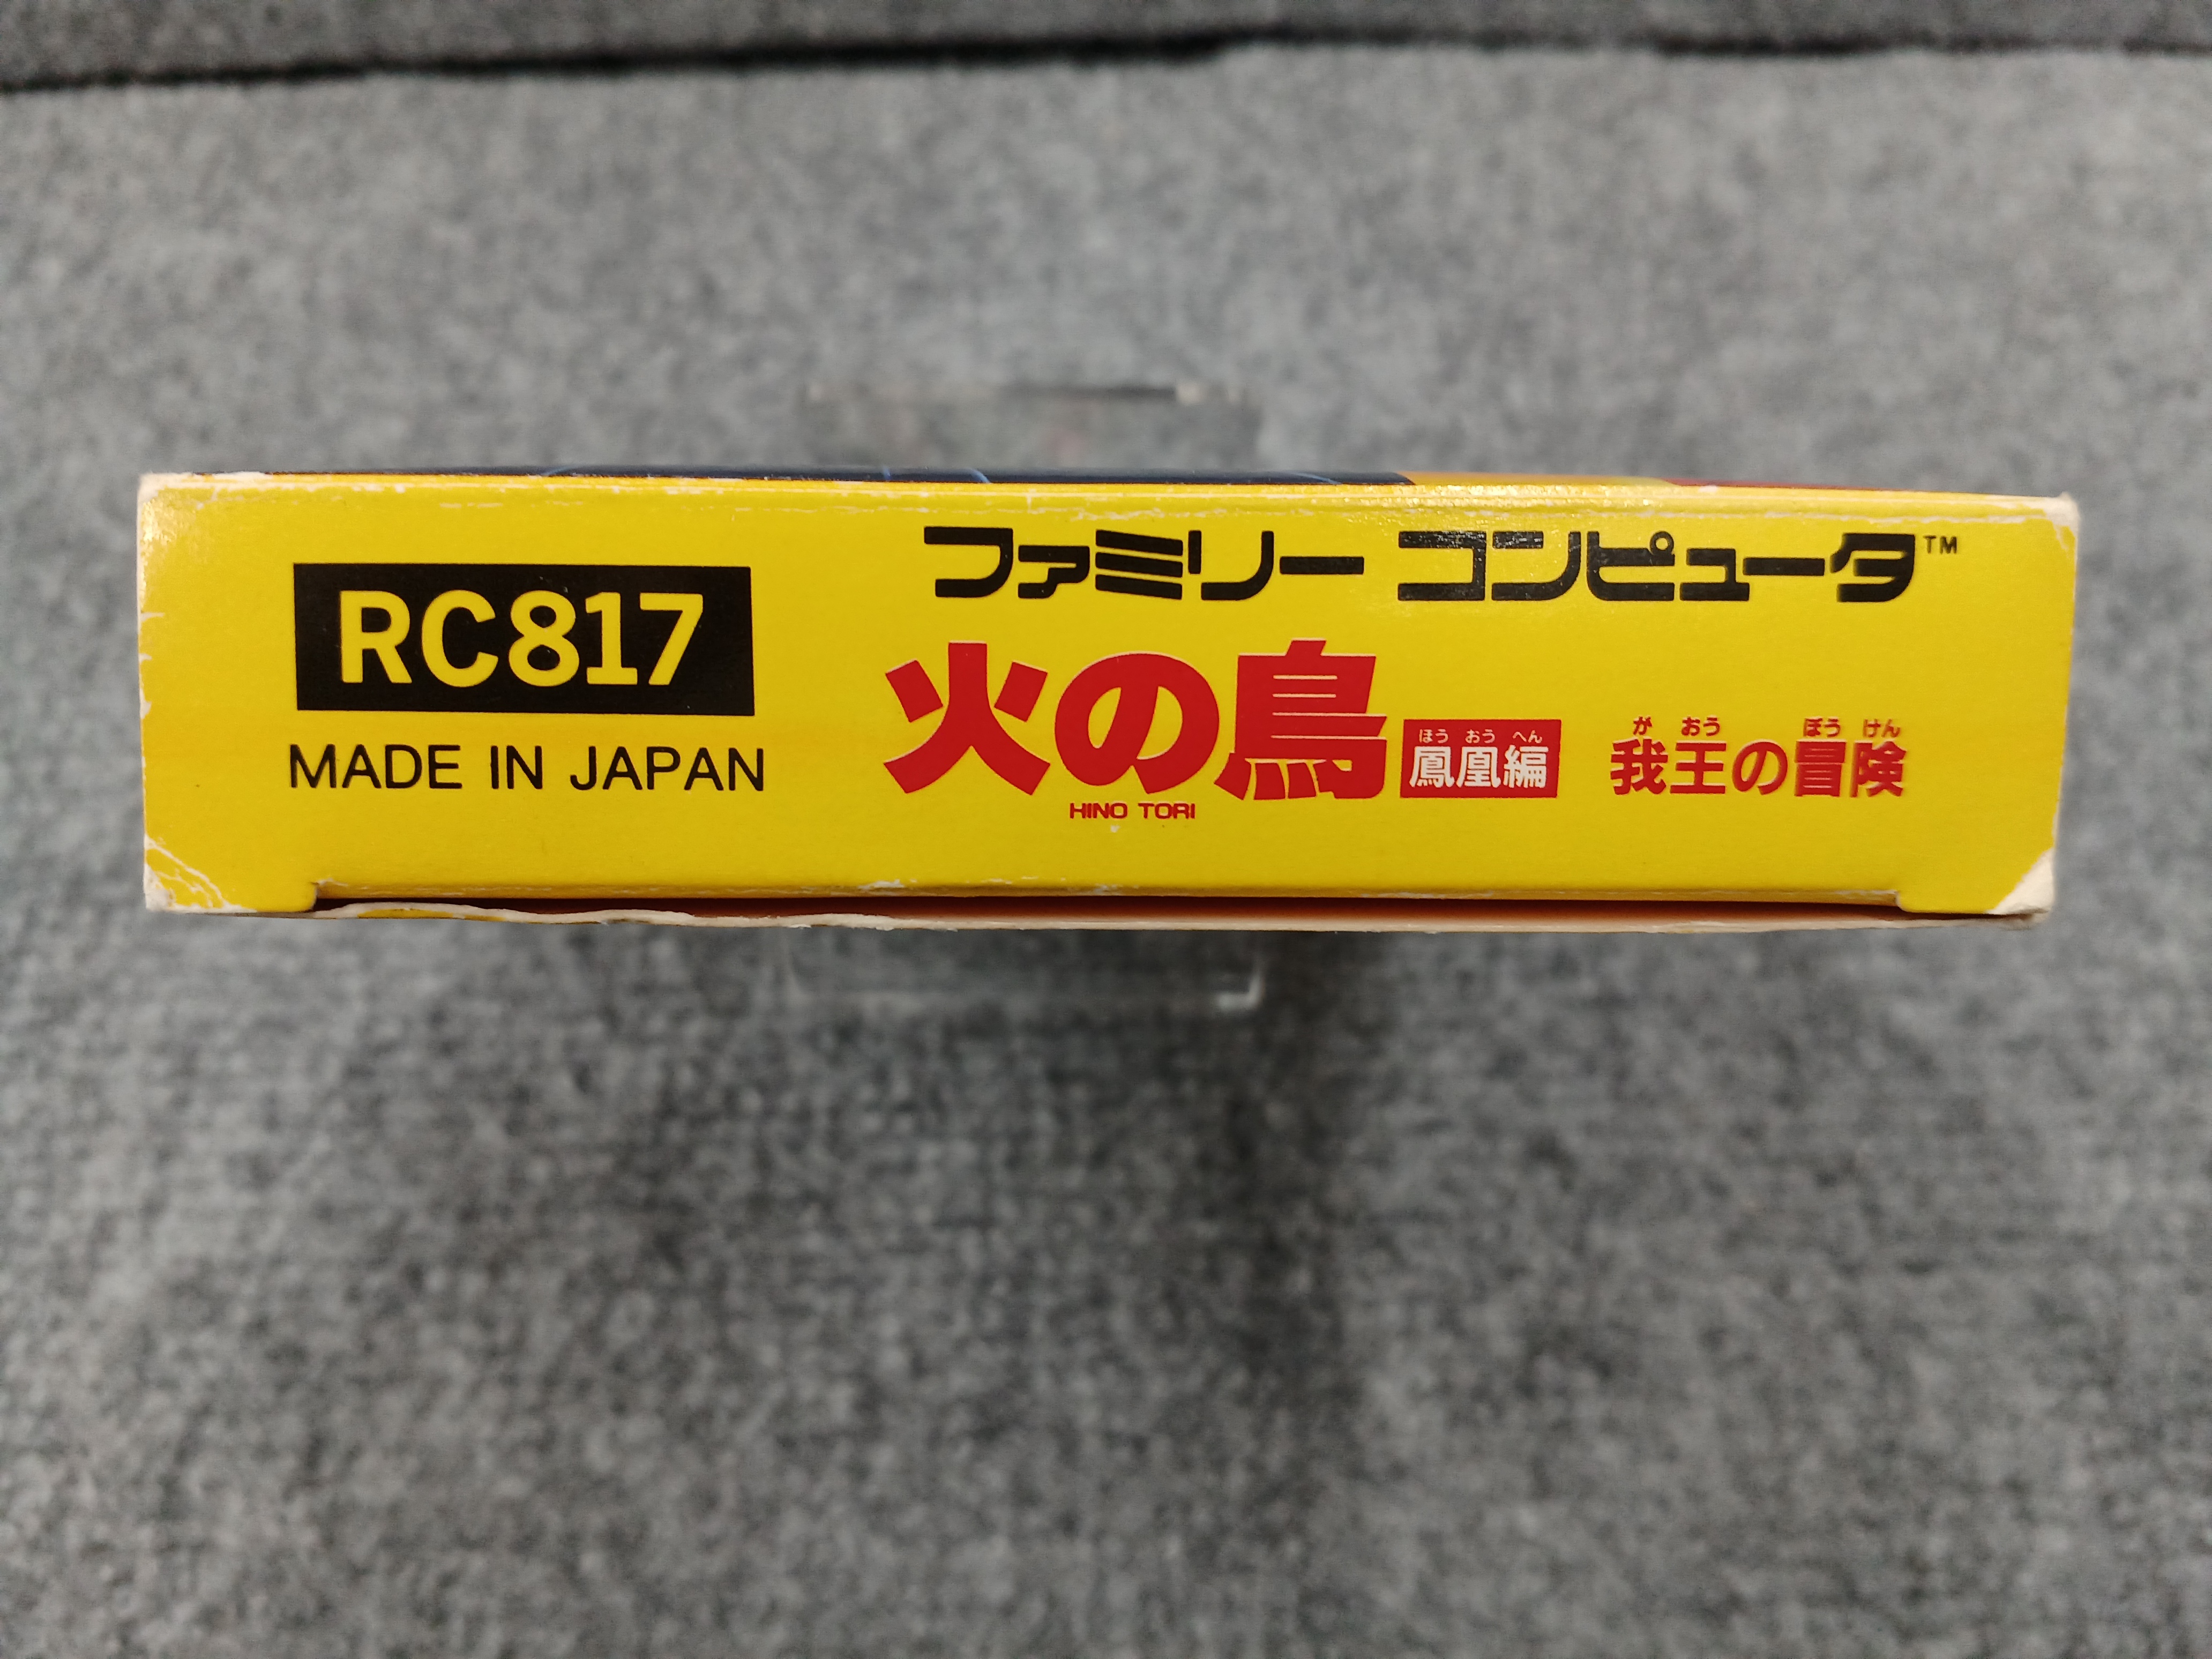 RC817
MADE IN JAPAN
ファミリー コンピュータ™
火の鳥
HINO TORI
ほう おう へん
鳳凰編
が おう ぼう けん
我王の冒険